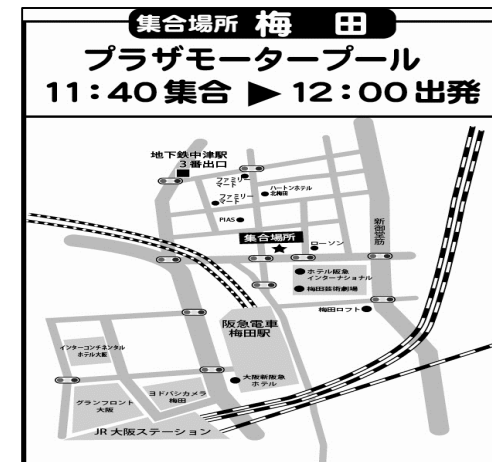 集合場所 梅田
プラザモータープール
11：40集合 ▶ 12：00出発
地下鉄中津駅
3番出口
ファミリー
マート
ハートンホテル
北梅田
ファミリー
マート
PIAS
新御堂筋
集合場所
ローソン
ホテル阪急
インターナショナル
梅田芸術劇場
梅田ロフト
阪急電車
梅田駅
インターコンチネンタル
ホテル大阪
大阪新阪急
ホテル
ヨドバシカメラ
梅田
グランフロント
大阪
JR大阪ステーション